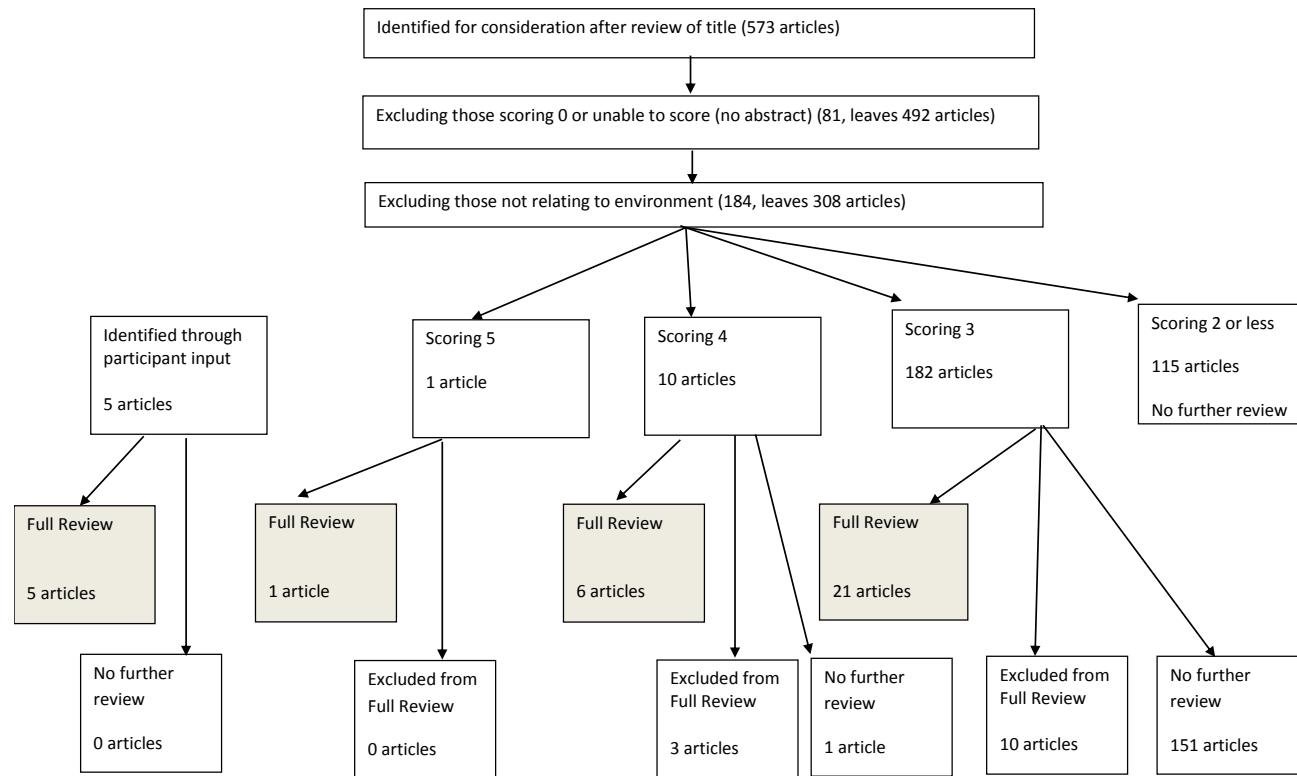 Identified for consideration after review of title (573 articles)
Excluding those scoring 0 or unable to score (no abstract) (81, leaves 492 articles)
Excluding those not relating to environment (184, leaves 308 articles)
Identified through
participant input
5 articles
Scoring 5
1 article
Scoring 4
10 articles
Scoring 3
182 articles
Scoring 2 or less
115 articles
No further review
Full Review
5 articles
Full Review
1 article
Full Review
6 articles
Full Review
21 articles
No further
review
0 articles
Excluded from
Full Review
0 articles
Excluded from
Full Review
3 articles
No further
review
1 article
Excluded from
Full Review
10 articles
No further
review
151 articles